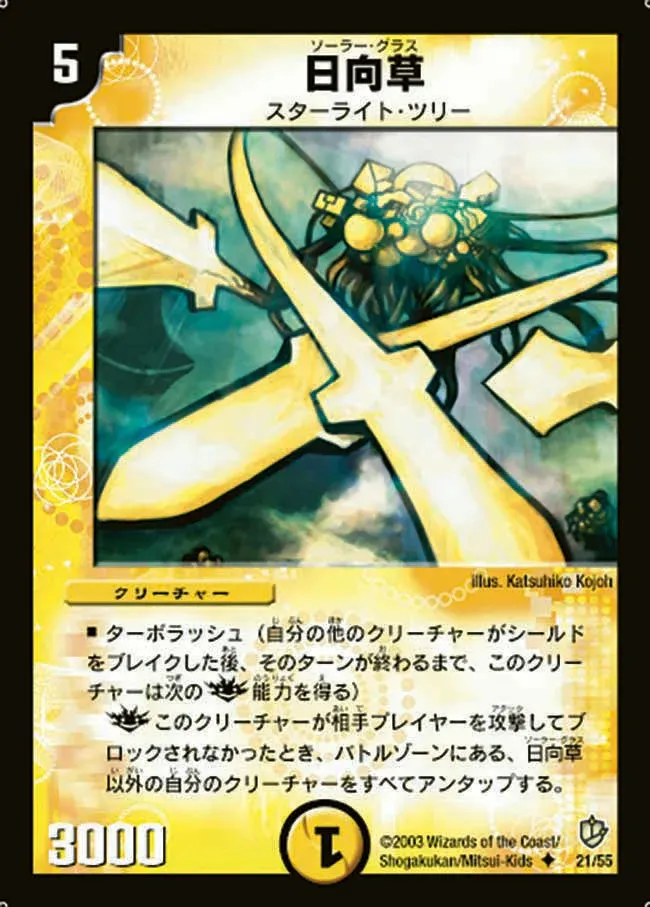 5
ソーラー・グラス
日向草
スターライト・ツリー
illus. Katsuhiko Kojoh
クリーチャー
■ ターボラッシュ（自分の他のクリーチャーがシールド
をブレイクした後、そのターンが終わるまで、このクリー
チャーは次の 能力を得る）
このクリーチャーが相手プレイヤーを攻撃してブ
ロックされなかったとき、バトルゾーンにある、日向草
以外の自分のクリーチャーをすべてアンタップする。
3000
1
©2003 Wizards of the Coast/
Shogakukan/Mitsui-Kids
21/55